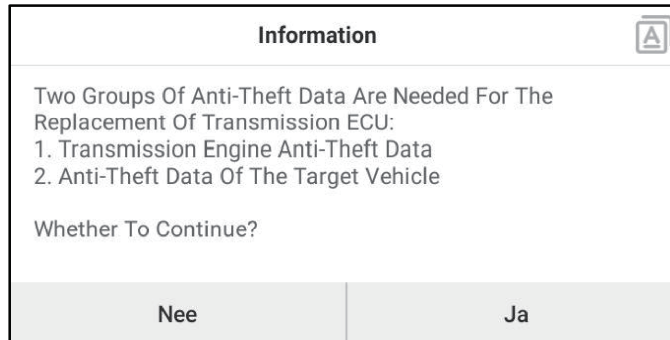 Information
A
Two Groups Of Anti-Theft Data Are Needed For The
Replacement Of Transmission ECU:
1. Transmission Engine Anti-Theft Data
2. Anti-Theft Data Of The Target Vehicle
Whether To Continue?
Nee
Ja